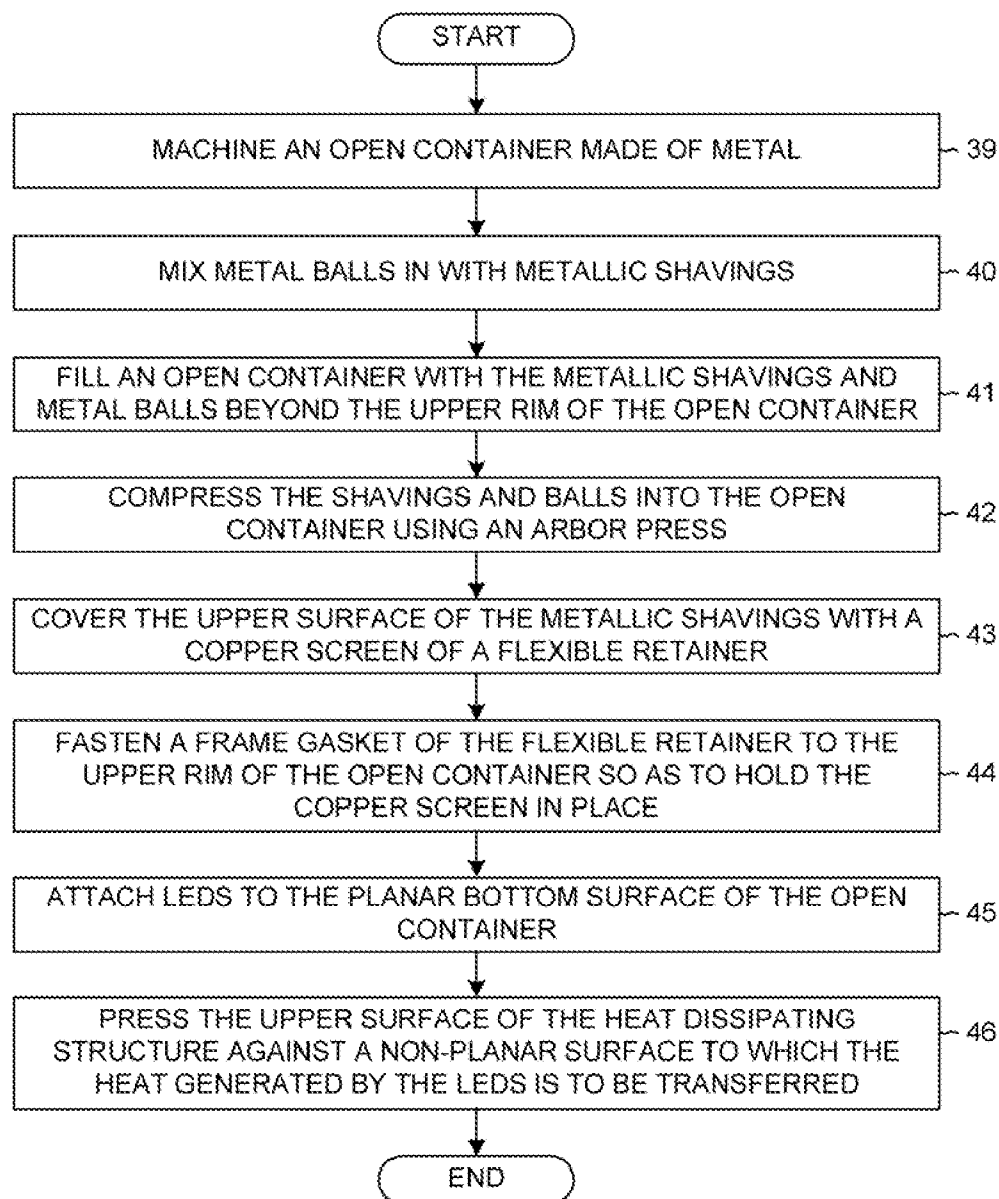 START
MACHINE AN OPEN CONTAINER MADE OF METAL
39
MIX METAL BALLS IN WITH METALLIC SHAVINGS
40
FILL AN OPEN CONTAINER WITH THE METALLIC SHAVINGS AND
METAL BALLS BEYOND THE UPPER RIM OF THE OPEN CONTAINER
41
COMPRESS THE SHAVINGS AND BALLS INTO THE OPEN
CONTAINER USING AN ARBOR PRESS
42
COVER THE UPPER SURFACE OF THE METALLIC SHAVINGS WITH A
COPPER SCREEN OF A FLEXIBLE RETAINER
43
FASTEN A FRAME GASKET OF THE FLEXIBLE RETAINER TO THE
UPPER RIM OF THE OPEN CONTAINER SO AS TO HOLD THE
COPPER SCREEN IN PLACE
44
ATTACH LEDS TO THE PLANAR BOTTOM SURFACE OF THE OPEN
CONTAINER
45
PRESS THE UPPER SURFACE OF THE HEAT DISSIPATING
STRUCTURE AGAINST A NON-PLANAR SURFACE TO WHICH THE
HEAT GENERATED BY THE LEDS IS TO BE TRANSFERRED
46
END